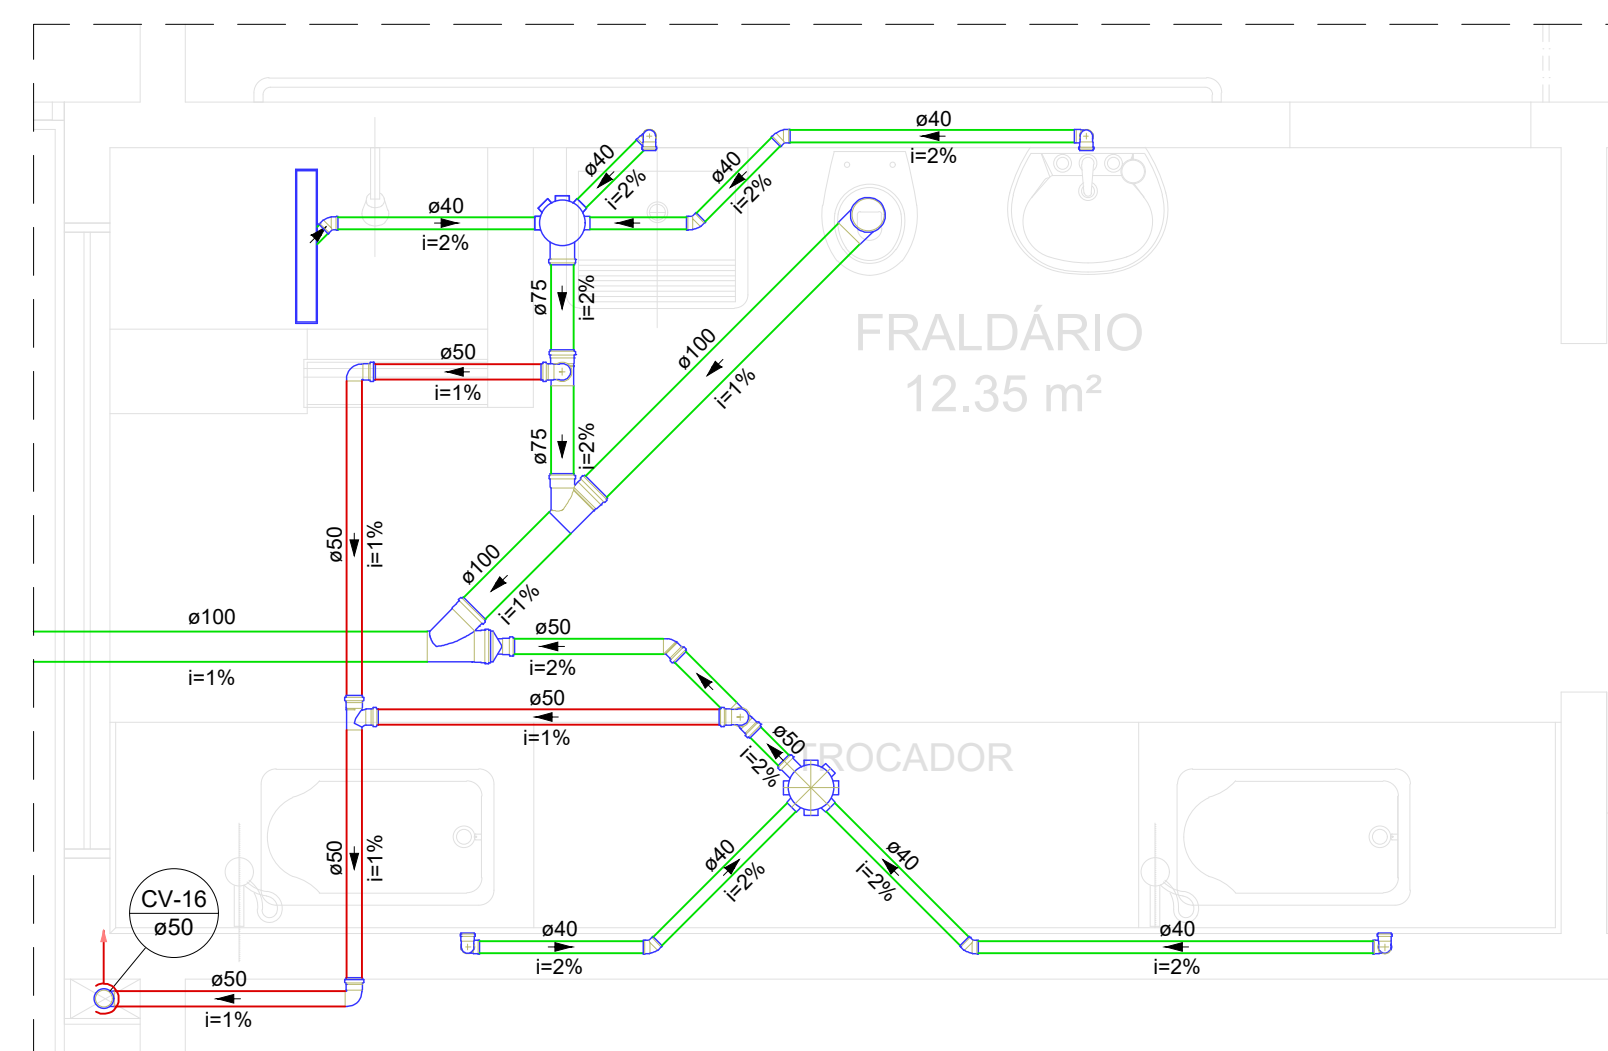 ø40
i=2%
ø40
i=2%
ø40
i=2%
ø40
i=2%
ø75
i=2%
ø100
i=1%
FRALDÁRIO
12.35 m²
ø50
i=1%
ø75
i=2%
ø50
i=1%
ø100
i=1%
ø100
i=1%
ø50
i=2%
ø50
i=1%
ø50
i=2%
TROCADOR
ø50
i=1%
ø40
i=2%
ø40
i=2%
CV-16
ø50
ø40
i=2%
ø40
i=2%
ø50
i=1%